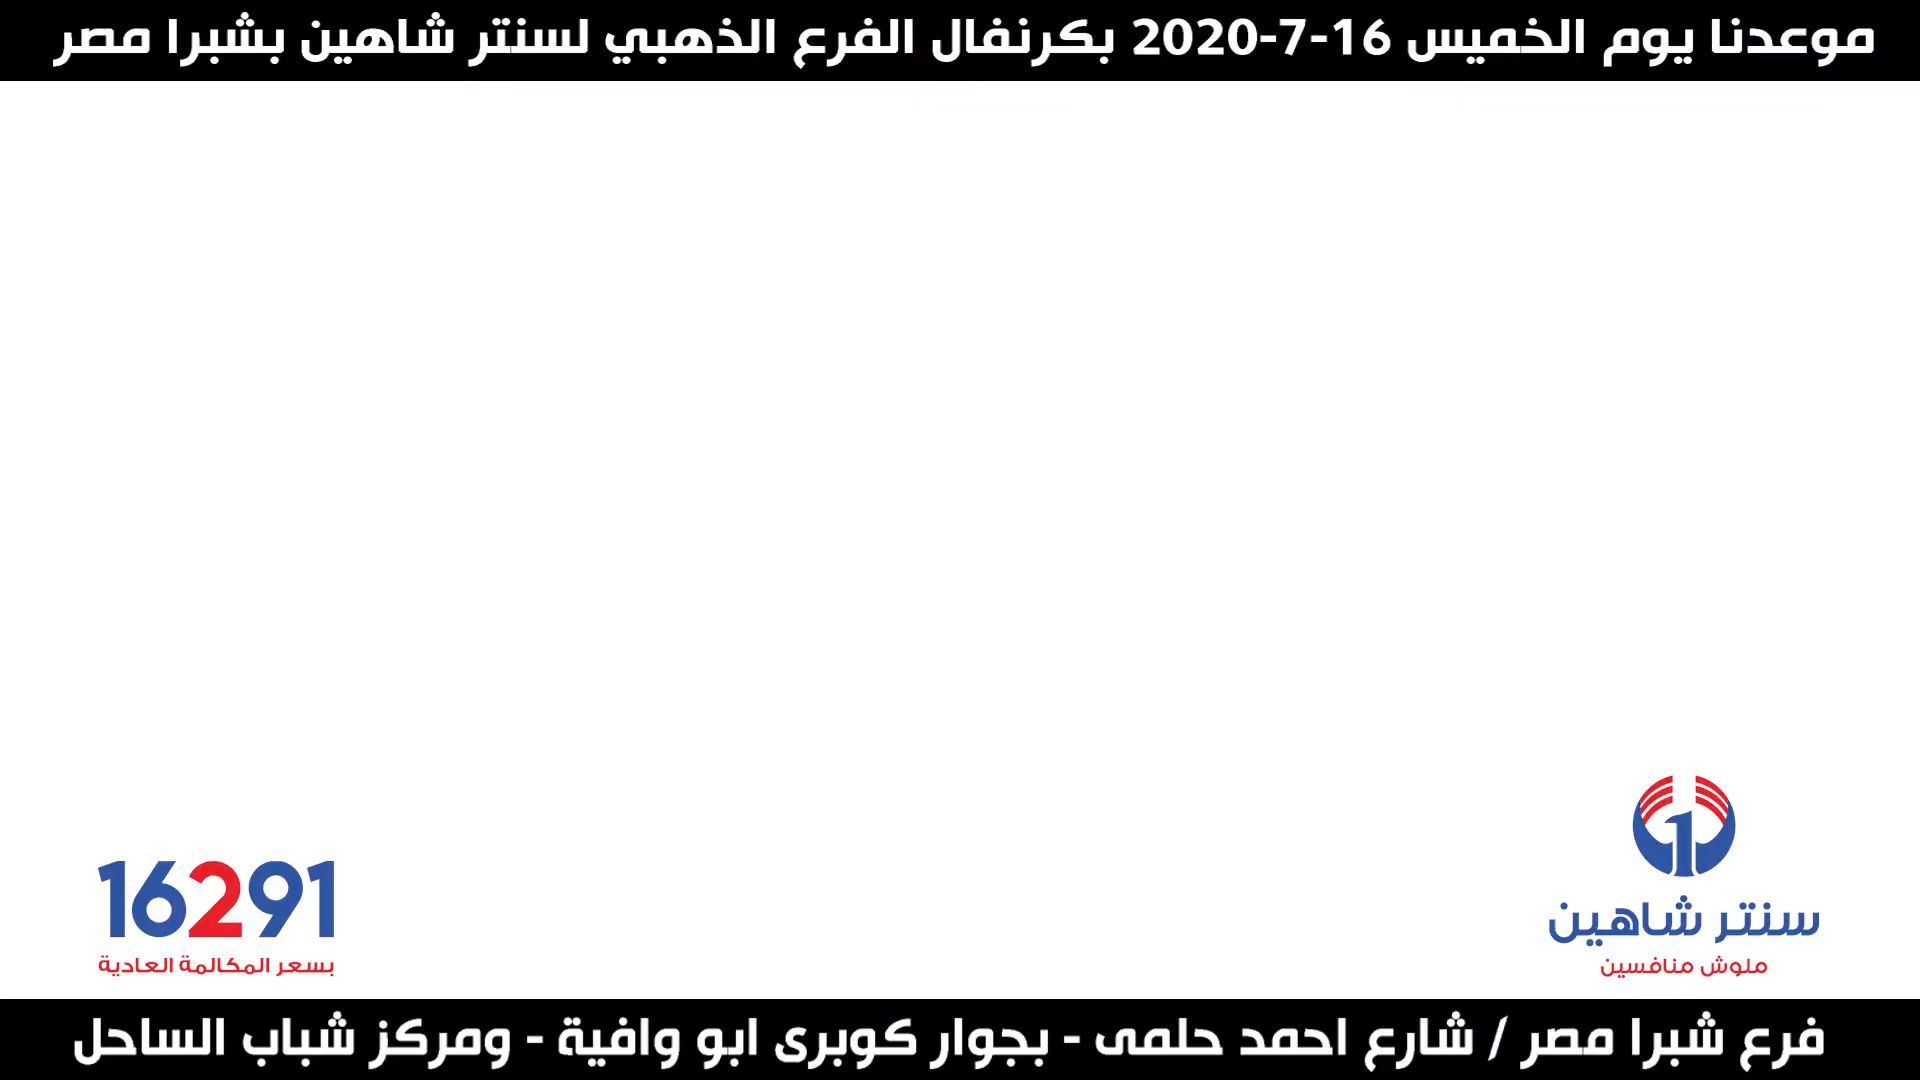 موعدنا يوم الخميس 16-7-2020 بكرنفال الفرع الذهبي لسنتر شاهين بشبرا مصر
سنتر شاهين
ملوش منافسين
16291
بسعر المكالمة العادية
فرع شبرا مصر / شارع احمد حلمى - بجوار كوبرى ابو وافية - ومركز شباب الساحل